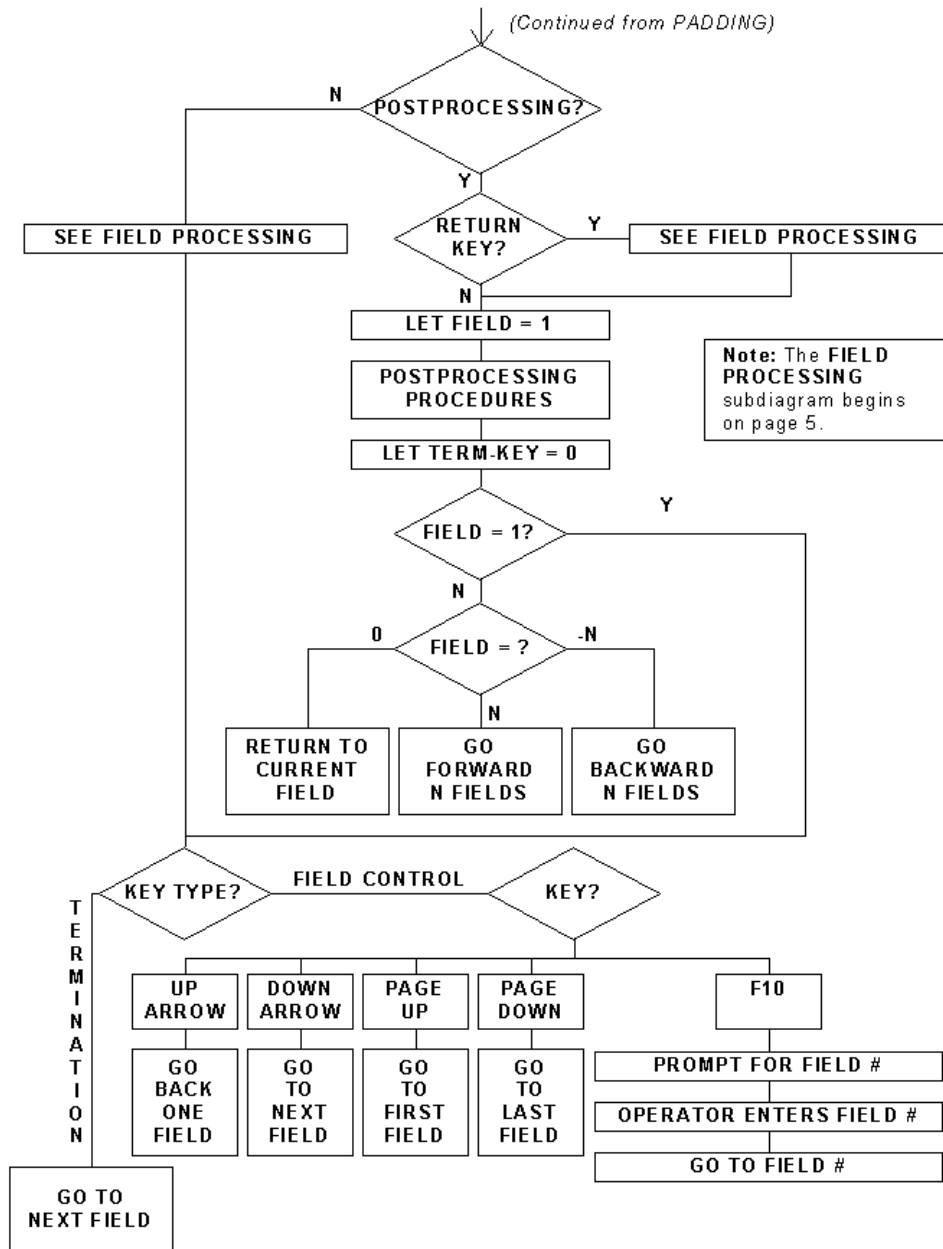 (Continued from PADDING)
N
POSTPROCESSING?
Y
SEE FIELD PROCESSING
RETURN
KEY?
Y
SEE FIELD PROCESSING
N
LET FIELD = 1
POSTPROCESSING
PROCEDURES
Note: The FIELD
PROCESSING
subdiagram begins
on page 5.
LET TERM-KEY = 0
FIELD = 1?
Y
N
0
FIELD = ?
-N
N
RETURN TO
CURRENT
FIELD
GO
FORWARD
N FIELDS
GO
BACKWARD
N FIELDS
KEY TYPE?
FIELD CONTROL
KEY?
TERMINATION
UP
ARROW
DOWN
ARROW
PAGE
UP
PAGE
DOWN
F10
GO
BACK
ONE
FIELD
GO
TO
NEXT
FIELD
GO
TO
FIRST
FIELD
GO
TO
LAST
FIELD
PROMPT FOR FIELD #
OPERATOR ENTERS FIELD #
GO TO FIELD #
GO TO
NEXT FIELD